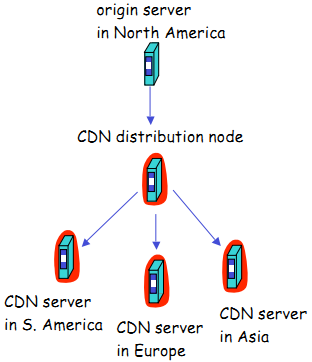 origin server
in North America
CDN distribution node
CDN server
in S. America
CDN server
in Europe
CDN server
in Asia